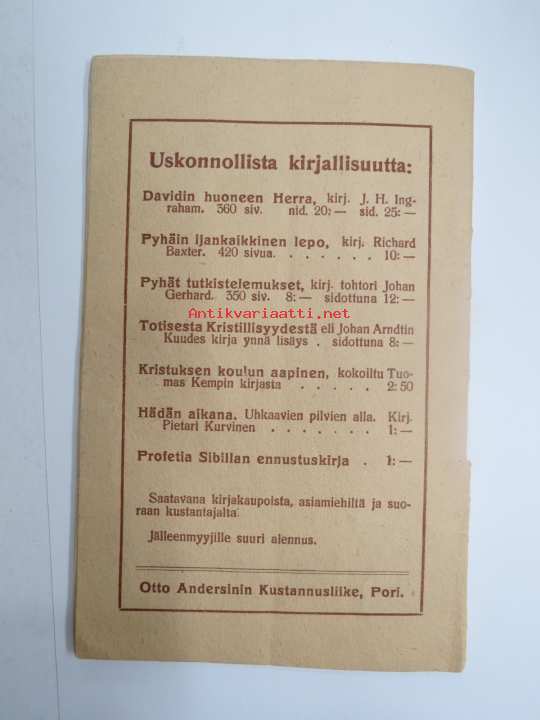 Uskonnollista kirjallisuutta:
Davidin huoneen Herra, kirj. J. H. Ing-
raham. 360 siv. nid. 20: — sid. 25: —
Pyhäin ijankaikkinen lepo, kirj. Richard
Baxter. 420 sivua. . . . . . . 10: —
Pyhät tutkistelemukset, kirj. tohtori Johan
Gerhard. 350 siv. 8: — sidottuna 12: —
Antikvariaatti.net
Totisesta Kristillisyydestä eli Johan Arndtin
Kuudes kirja ynnä lisäys . sidottuna 8: —
Kristuksen koulun aapinen, kokoiltu Tuo-
mas Kempin kirjasta . . . . . 2: 50
Hädän aikana. Uhkaavien pilvien alla. Kirj.
Pietari Kurvinen . . . . . . . 1: —
Profetia Sibillan ennustuskirja . 1: —
Saatavana kirjakaupoista, asiamiehiltä ja suo-
raan kustantajalta.
Jälleenmyyjille suuri alennus.
Otto Andersinin Kustannusliike, Pori.